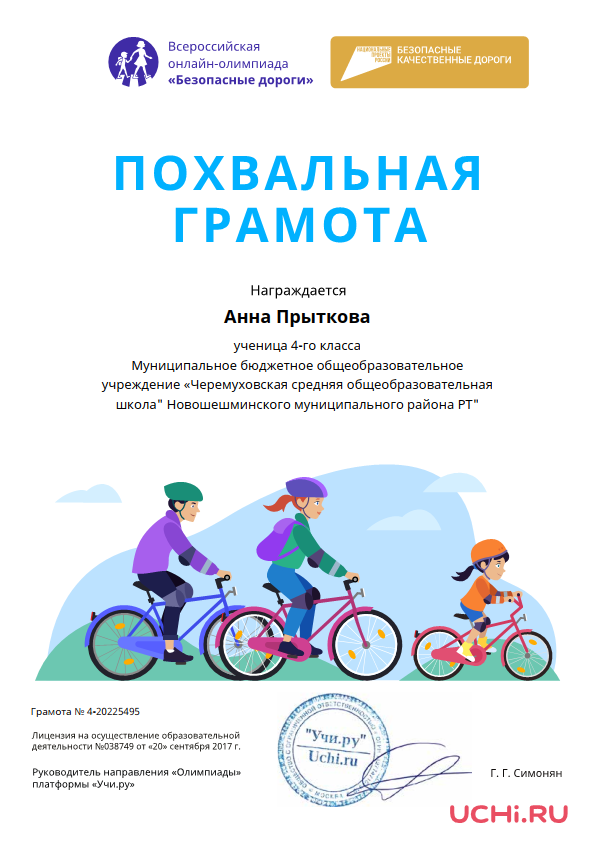 Всероссийская
онлайн-олимпиада
«Безопасные дороги»
НАЦИОНАЛЬНЫЕ
ПРОЕКТЫ
РОССИИ
БЕЗОПАСНЫЕ
КАЧЕСТВЕННЫЕ ДОРОГИ
ПОХВАЛЬНАЯ
ГРАМОТА
Награждается
Анна Прыткова
ученица 4-го класса
Муниципальное бюджетное общеобразовательное
учреждение «Черемуховская средняя общеобразовательная
школа" Новошешминского муниципального района РТ"
Грамота № 4-20225495
Лицензия на осуществление образовательной
деятельности №038749 от «20» сентября 2017 г.
Руководитель направления «Олимпиады»
платформы «Учи.ру»
"Учи.ру"
Uchi.ru
МОСКВА
Г. Г. Симонян
UCHi.RU